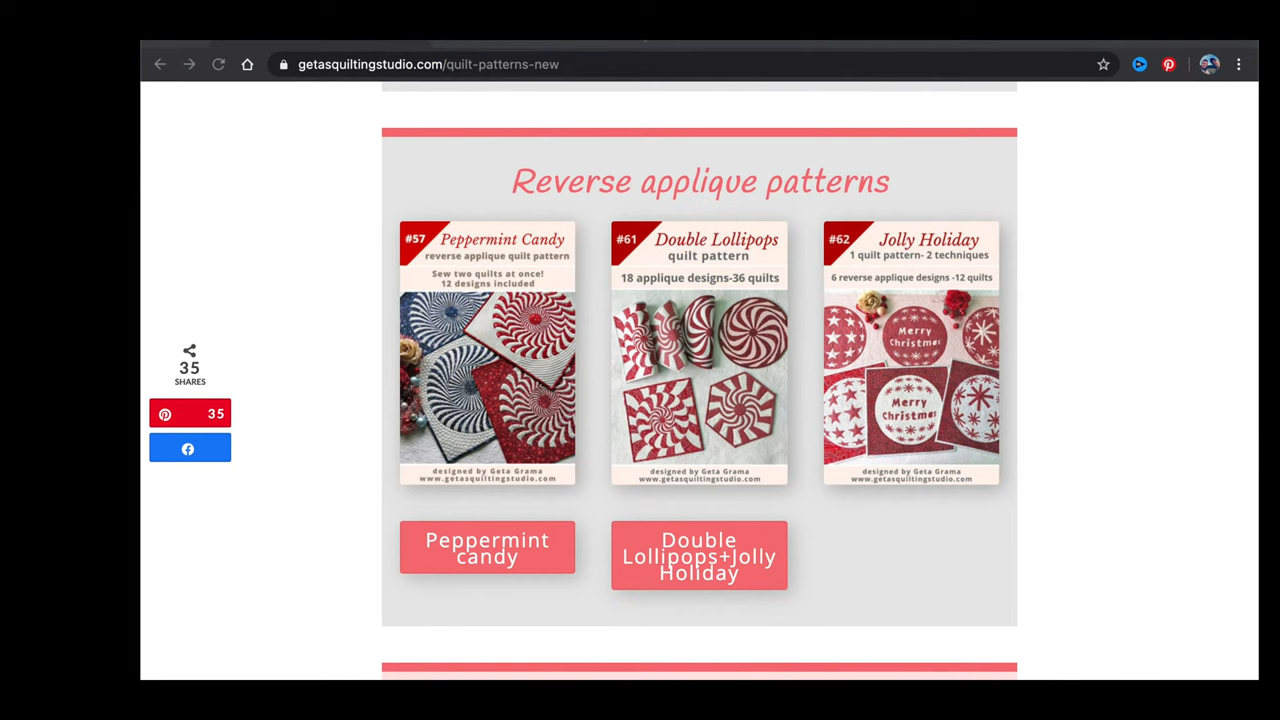 getasquiltingstudio.com/quilt-patterns-new
Reverse applique patterns
#57
Peppermint Candy
reverse applique quilt pattern
Sew two quilts at once!
12 designs included
designed by Geta Grama
www.getasquiltingstudio.com
#61
Double Lollipops
quilt pattern
18 applique designs-36 quilts
designed by Geta Grama
www.getasquiltingstudio.com
#62
Jolly Holiday
1 quilt pattern- 2 techniques
6 reverse applique designs -12 quilts
Merry
Christmas
Merry
Christmas
designed by Geta Grama
www.getasquiltingstudio.com
35
SHARES
35
Peppermint
candy
Double
Lollipops+Jolly
Holiday